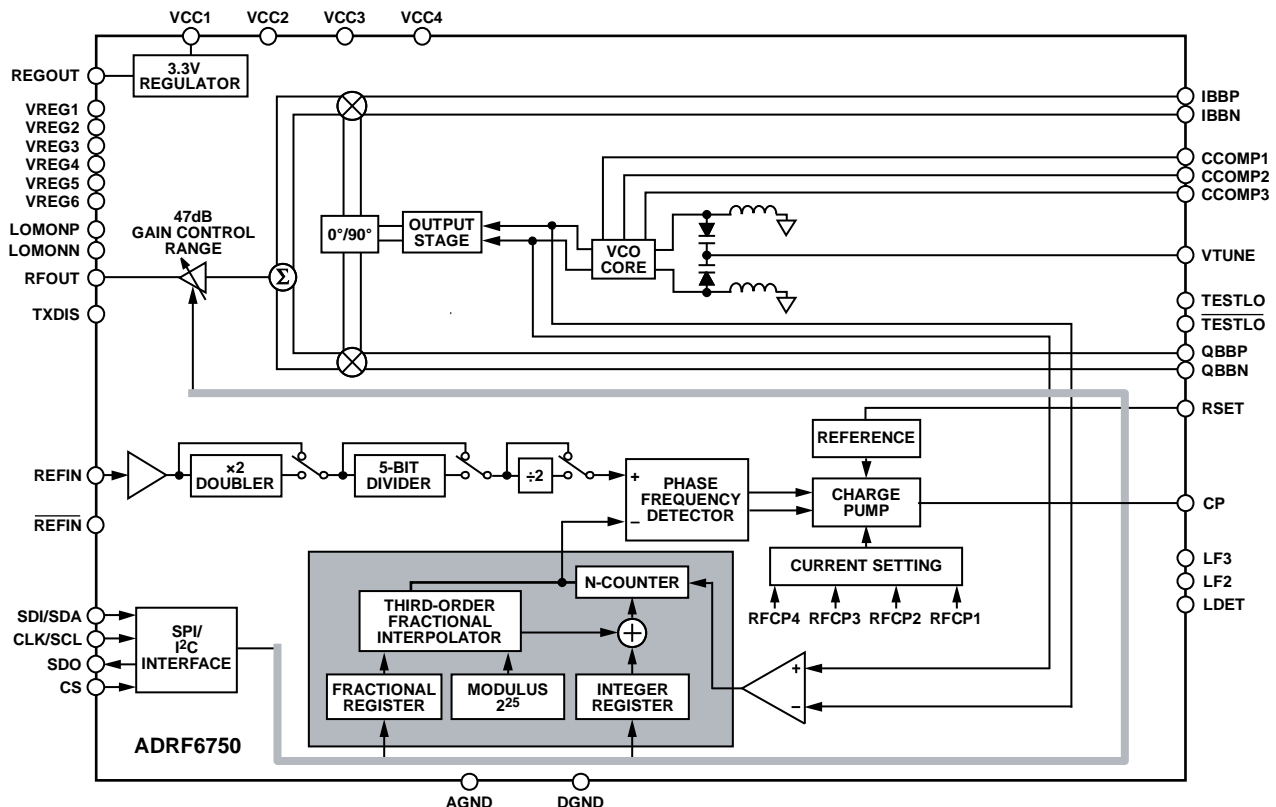 VCC1 VCC2 VCC3 VCC4
REGOUT
3.3V
REGULATOR
VREG1
VREG2
VREG3
VREG4
VREG5
VREG6
LOMONP
LOMONN
RFOUT
TXDIS
47dB
GAIN CONTROL
RANGE
Σ
0°/90°
OUTPUT
STAGE
VCO
CORE
IBBP
IBBN
CCOMP1
CCOMP2
CCOMP3
VTUNE
TESTLO
TESTLO
QBBP
QBBN
RSET
REFIN
×2
DOUBLER
5-BIT
DIVIDER
÷2
+
–
PHASE
FREQUENCY
DETECTOR
REFERENCE
CHARGE
PUMP
CP
REFIN
CURRENT SETTING
RFCP4 RFCP3 RFCP2 RFCP1
LF3
LF2
LDET
N-COUNTER
THIRD-ORDER
FRACTIONAL
INTERPOLATOR
+
FRACTIONAL
REGISTER
MODULUS
2²⁵
INTEGER
REGISTER
+
–
SDI/SDA
CLK/SCL
SDO
CS
SPI/
I²C
INTERFACE
ADRF6750
AGND DGND